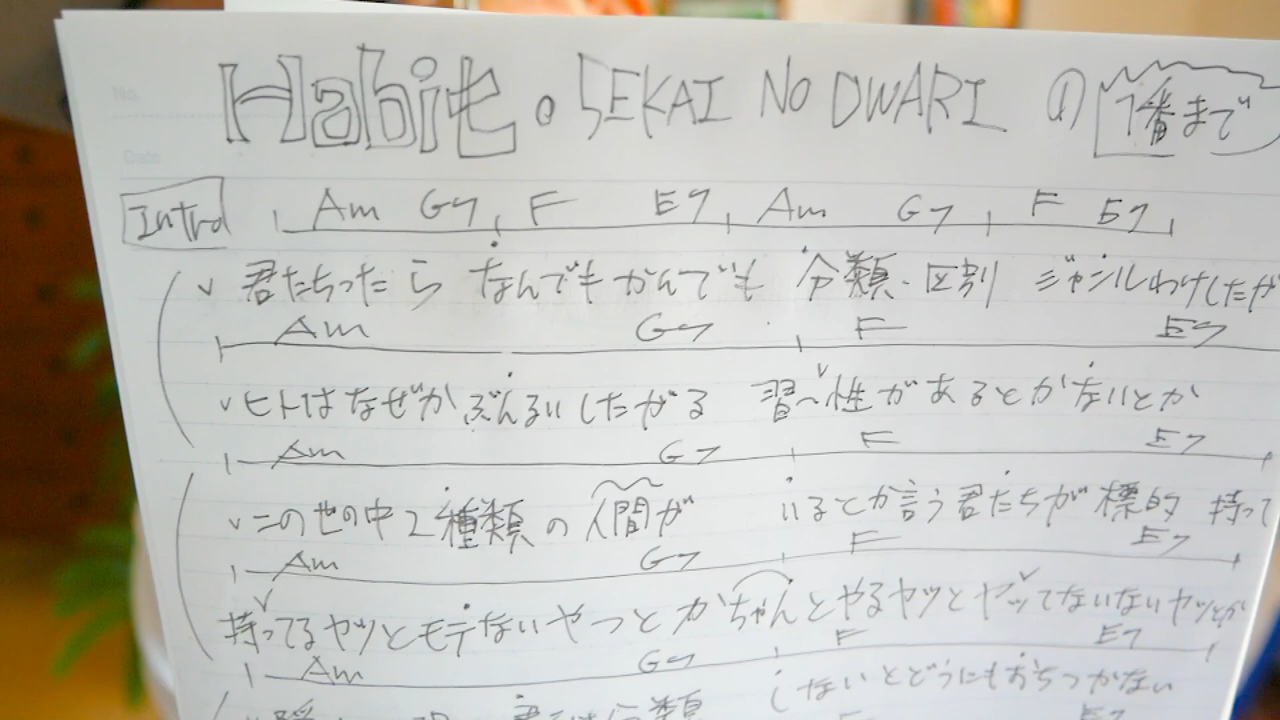 No.
Habit。SEKAI NO OWARI ① 1番まで
Date
Intro Am G7 F E7 Am G7 F E7
君たちったら なんでもかんでも 分類・区別 ジャンルわけしたが
Am G7 F E7
ヒトはなぜか ぶんるいしたがる 習〜性があるとかないとか
Am G7 F E7
この世の中2種類の人間が いるとか言う君たちが標的 持って
Am G7 F E7
持ってるヤツとモテないやつとか ちゃんとやるヤツとヤッてないないヤツとか
Am G7 F E7
しないとどうにもおちつかない